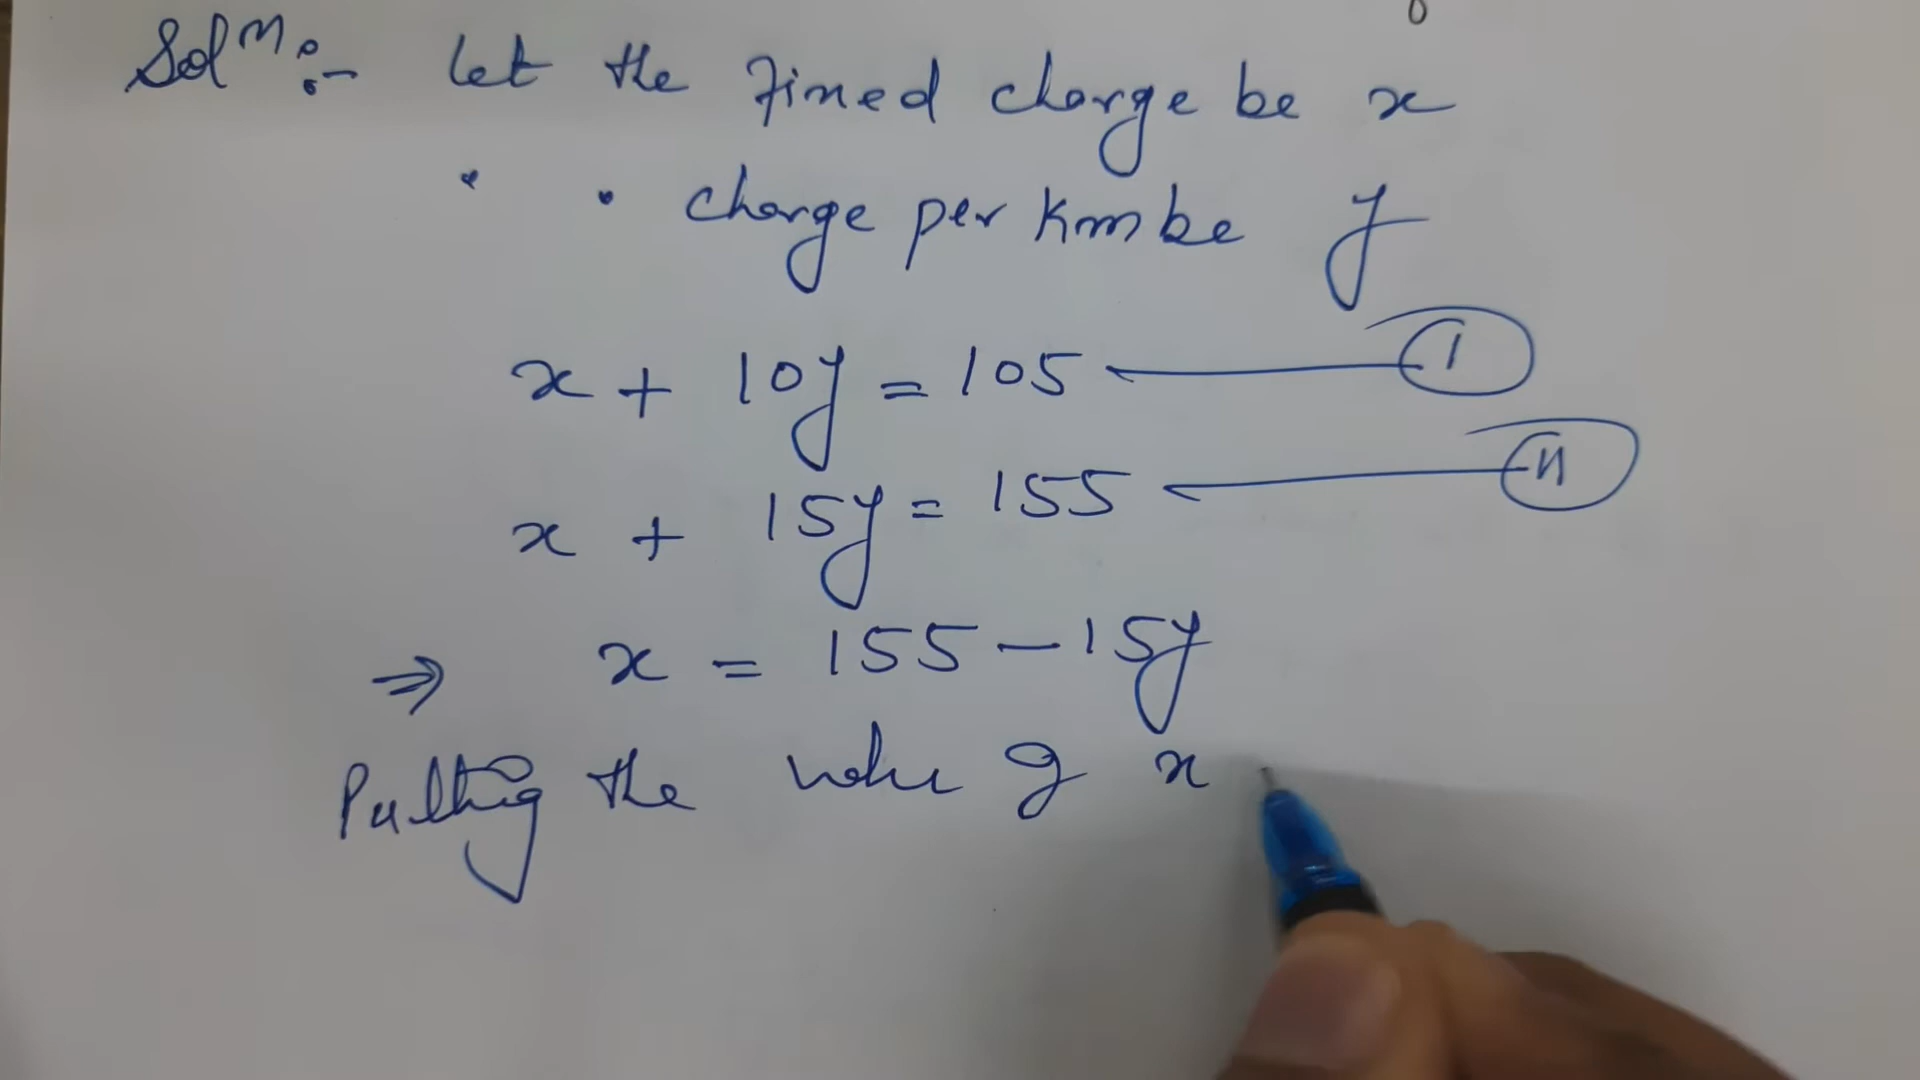 Solⁿ:- let the fixed charge be x
" " charge per Km be y
x + 10y = 105 ← I
x + 15y = 155 ← II
⇒ x = 155 - 15y
Putting the value of x